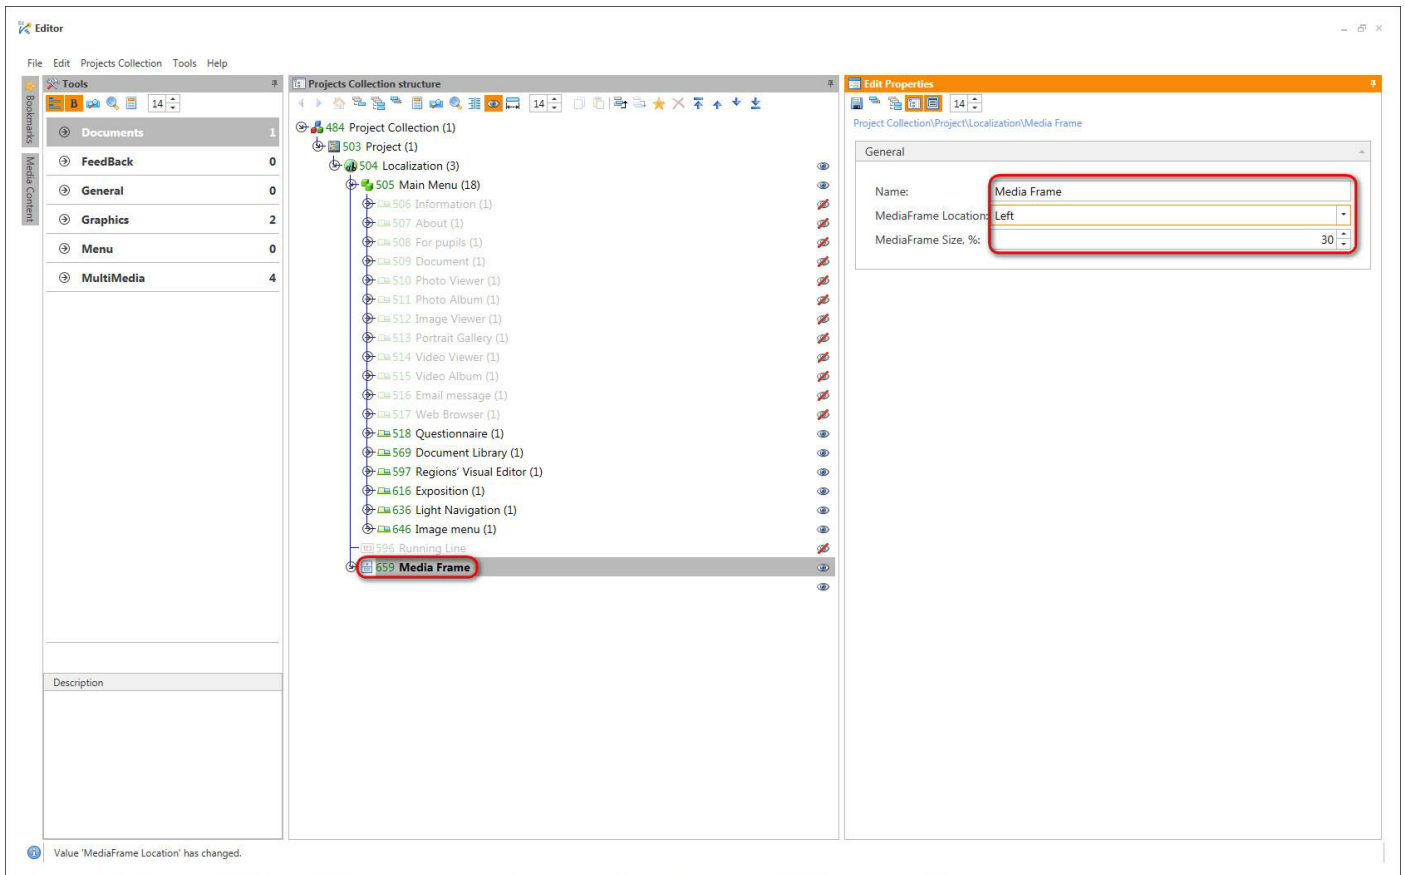 Editor
File Edit Projects Collection Tools Help
Bookmarks
Media Content
Tools
B 14
Documents 1
FeedBack 0
General 0
Graphics 2
Menu 0
MultiMedia 4
Description
Projects Collection structure
14
484 Project Collection (1)
503 Project (1)
504 Localization (3)
505 Main Menu (18)
506 Information (1)
507 About (1)
508 For pupils (1)
509 Document (1)
510 Photo Viewer (1)
511 Photo Album (1)
512 Image Viewer (1)
513 Portrait Gallery (1)
514 Video Viewer (1)
515 Video Album (1)
516 Email message (1)
517 Web Browser (1)
518 Questionnaire (1)
569 Document Library (1)
597 Regions' Visual Editor (1)
616 Exposition (1)
636 Light Navigation (1)
646 Image menu (1)
596 Running Line
659 Media Frame
Edit Properties
14
Project Collection\Project\Localization\Media Frame
General
Name: Media Frame
MediaFrame Location: Left
MediaFrame Size, %: 30
Value 'MediaFrame Location' has changed.